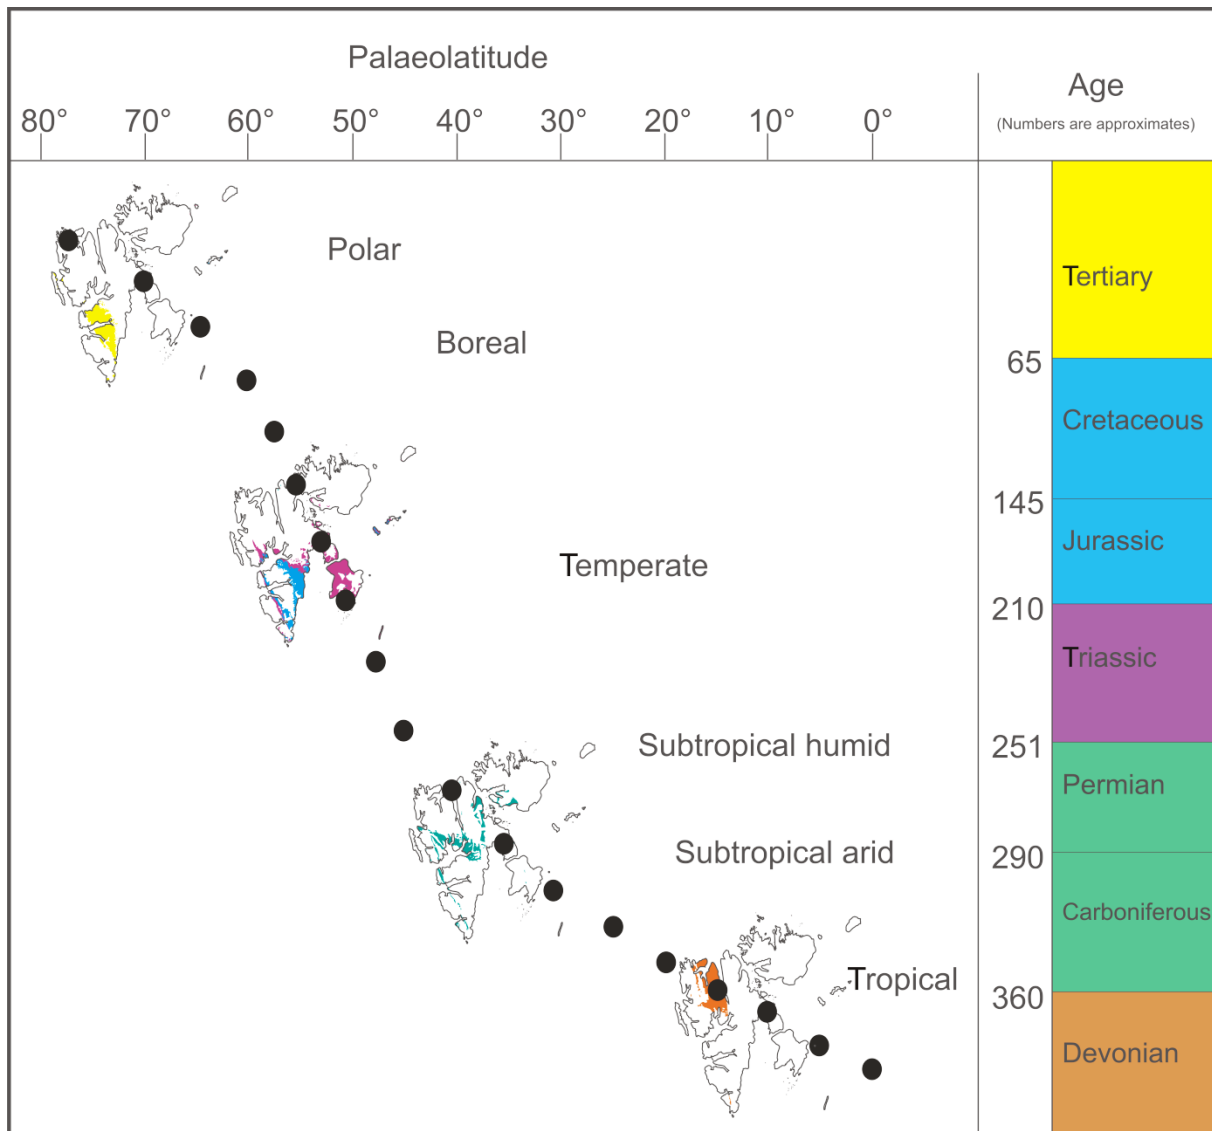 Palaeolatitude
Age
(Numbers are approximates)
80° 70° 60° 50° 40° 30° 20° 10° 0°
Polar
Tertiary
Boreal
65
Cretaceous
145
Jurassic
Temperate
210
Triassic
251
Subtropical humid
Permian
Subtropical arid
290
Carboniferous
Tropical
360
Devonian